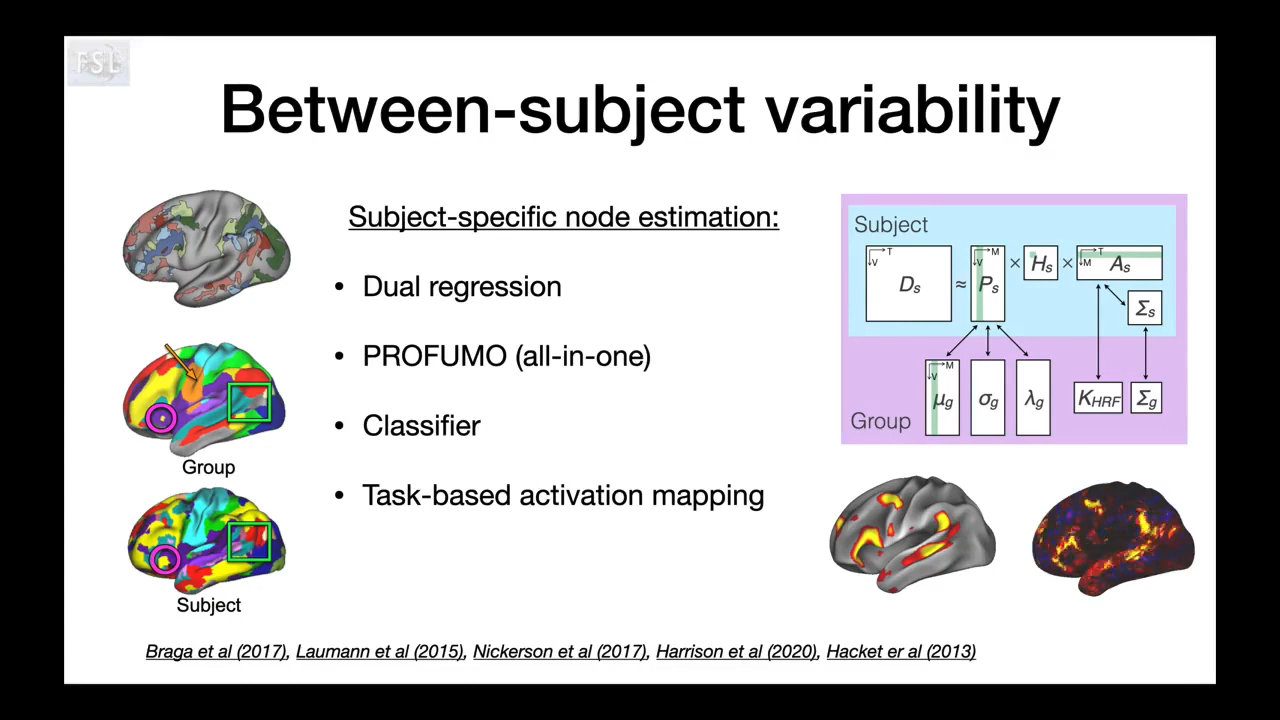 FSL
Between-subject variability
Subject-specific node estimation:
• Dual regression
• PROFUMO (all-in-one)
• Classifier
• Task-based activation mapping
Group
Subject
Subject
T
V
Dₛ
≈
M
V
Pₛ
×
Hₛ
×
T
M
Aₛ
Σₛ
M
V
μg
σg
λg
K_HRF
Σg
Group
Braga et al (2017), Laumann et al (2015), Nickerson et al (2017), Harrison et al (2020), Hacket er al (2013)